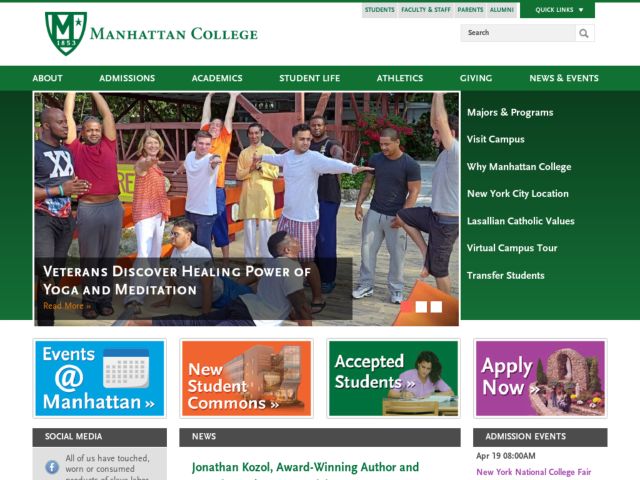 STUDENTS FACULTY & STAFF PARENTS ALUMNI QUICK LINKS
M
1853
MANHATTAN COLLEGE
Search
ABOUT ADMISSIONS ACADEMICS STUDENT LIFE ATHLETICS GIVING NEWS & EVENTS
XX
Majors & Programs
Visit Campus
Why Manhattan College
New York City Location
Lasallian Catholic Values
Virtual Campus Tour
Transfer Students
VETERANS DISCOVER HEALING POWER OF
YOGA AND MEDITATION
Read More »
Events
@
Manhattan »
New
Student
Commons »
Accepted
Students »
Apply
Now »
SOCIAL MEDIA
All of us have touched,
worn or consumed
NEWS
Jonathan Kozol, Award-Winning Author and
ADMISSION EVENTS
Apr 19 08:00AM
New York National College Fair